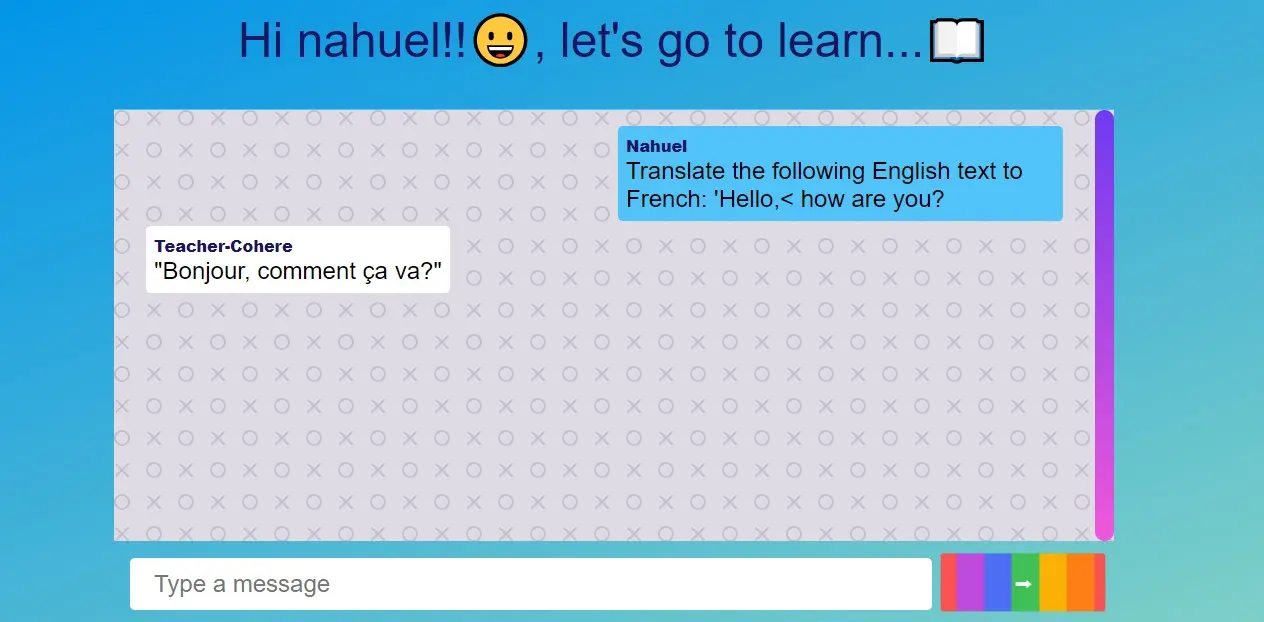 Hi nahuel!!😀, let's go to learn...📖
Nahuel
Translate the following English text to
French: 'Hello,< how are you?
Teacher-Cohere
"Bonjour, comment ça va?"
Type a message
➡